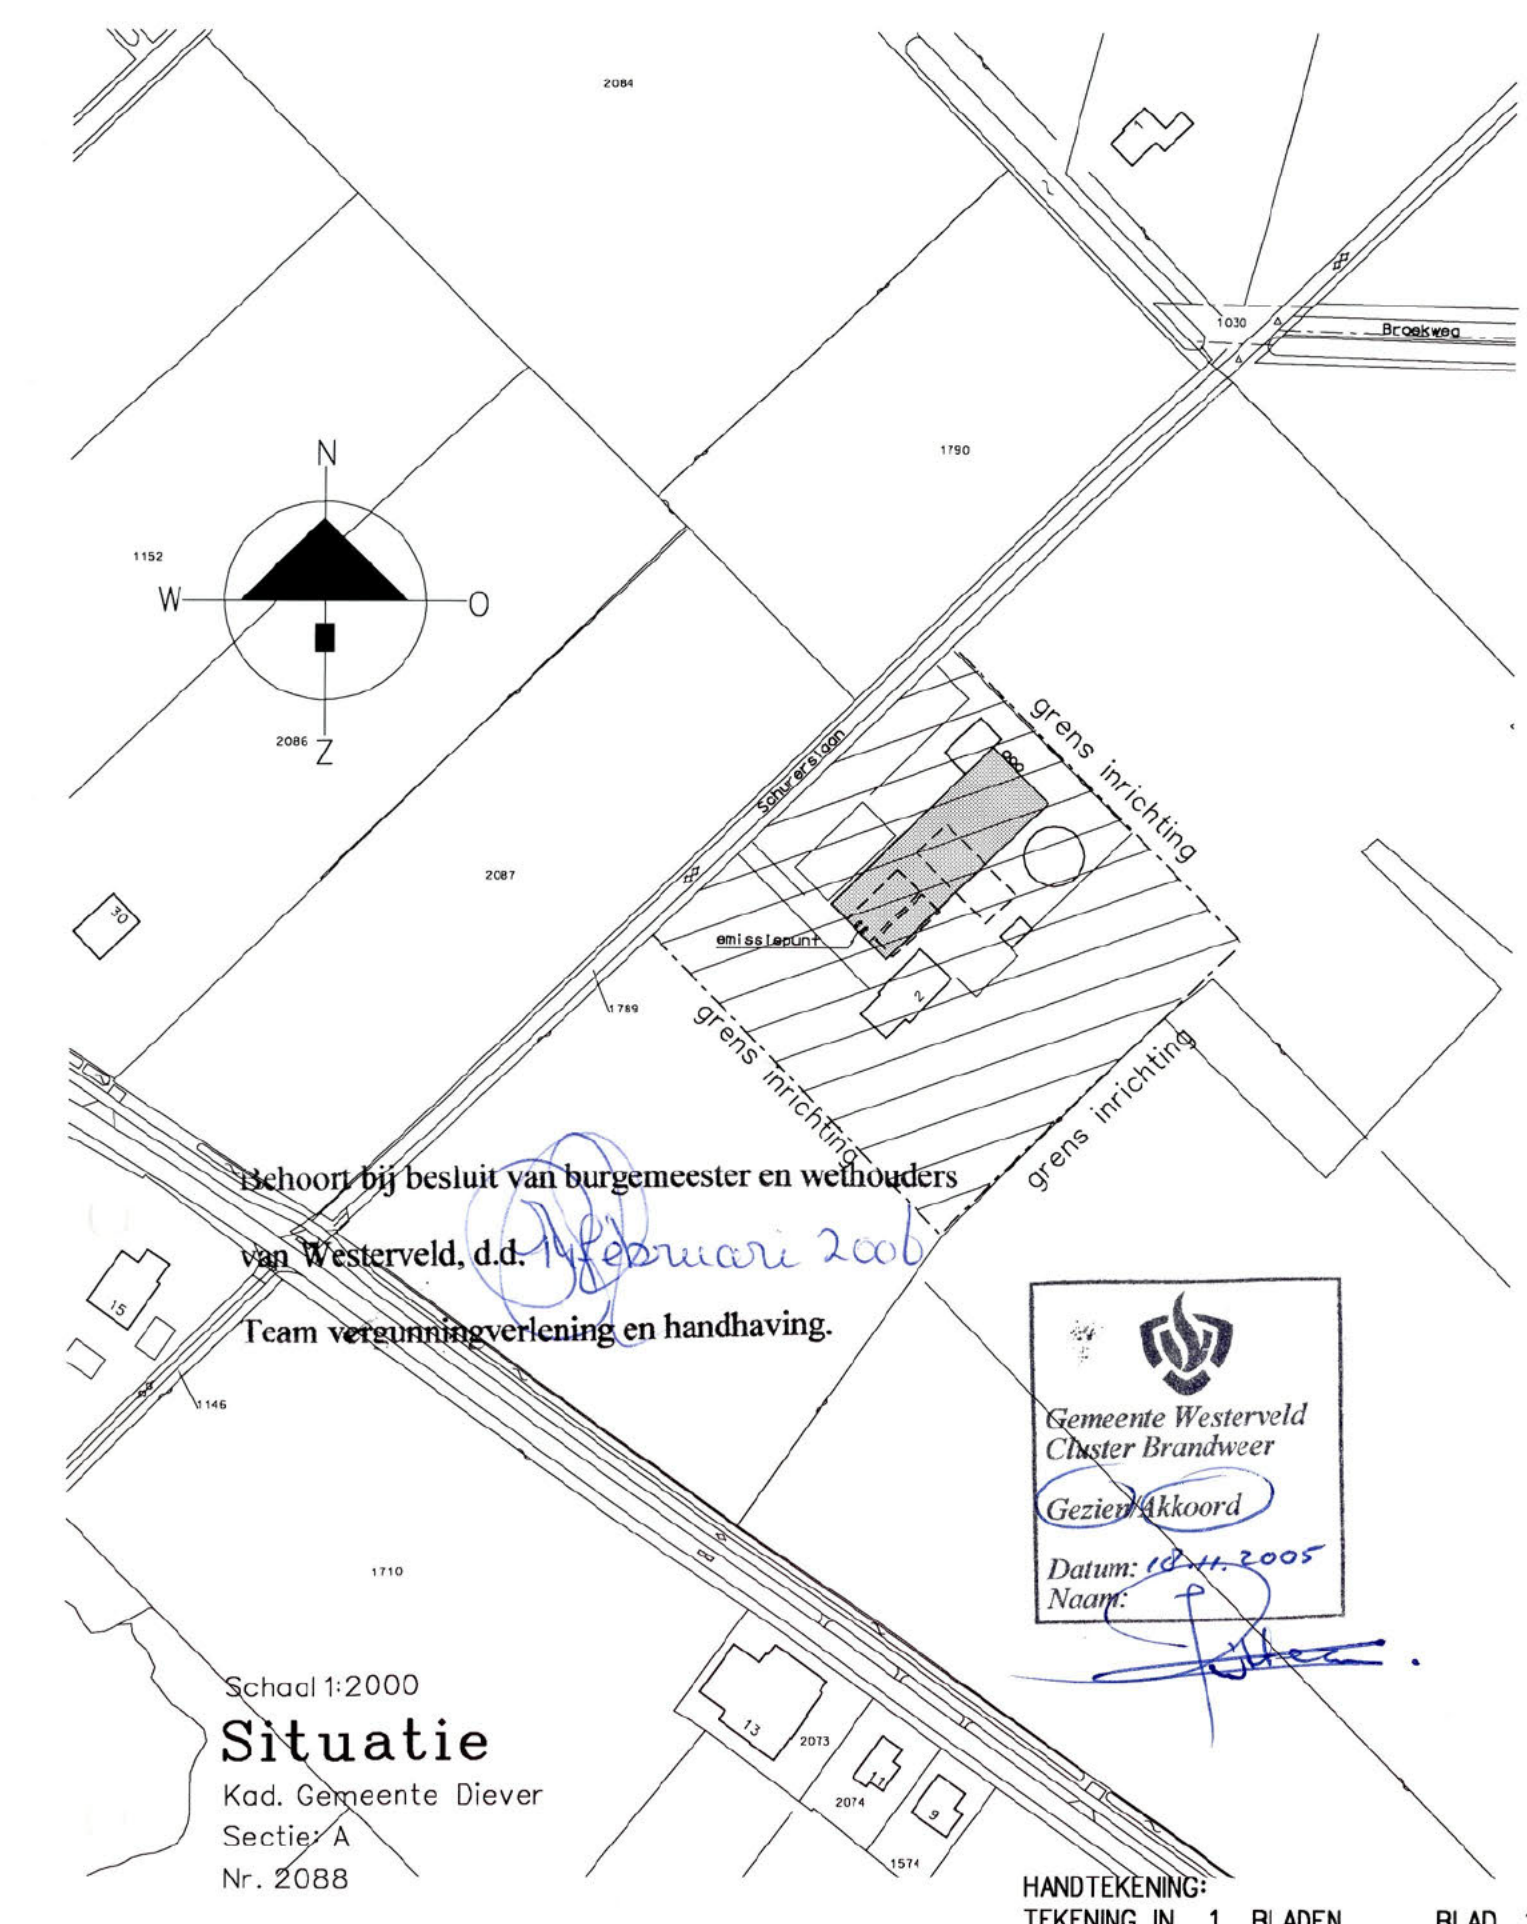 2084
1030
Broekweg
1790
N
1152
W
O
2086
Z
grens inrichting
Schurerslaan
2087
30
emissiepunt
2
1789
grens inrichting
grens inrichting
Behoort bij besluit van burgemeester en wethouders
van Westerveld, d.d. 14 februari 2006
Team vergunningverlening en handhaving.
15
1146
Gemeente Westerveld
Cluster Brandweer
Gezien/Akkoord
Datum: 18.11.2005
Naam:
1710
Schaal 1:2000
Situatie
Kad. Gemeente Diever
Sectie: A
Nr. 2088
13
2073
11
2074
9
1574
HANDTEKENING:
TEKENING IN 1 BLADEN BLAD